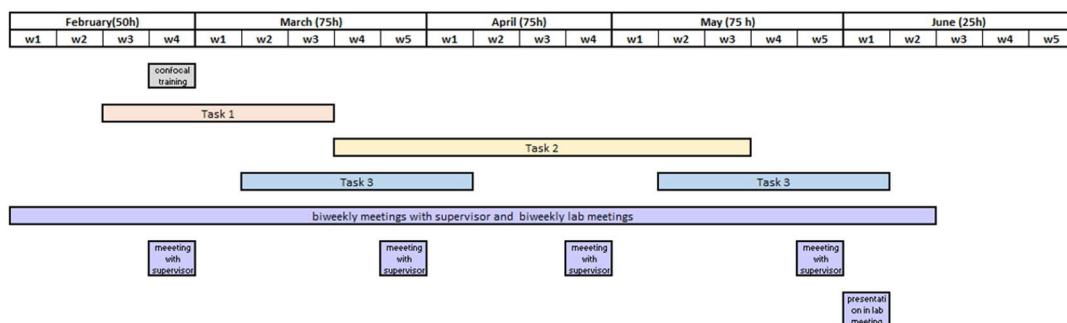 February(50h) March (75h) April (75h) May (75 h) June (25h)
w1 w2 w3 w4 w1 w2 w3 w4 w5 w1 w2 w3 w4 w1 w2 w3 w4 w5 w1 w2 w3 w4 w5
confocal
training
Task 1
Task 2
Task 3 Task 3
biweekly meetings with supervisor and biweekly lab meetings
meeeting meeeting meeeting meeeting
with with with with
supervisor supervisor supervisor supervisor
presentati
on in lab
meeting